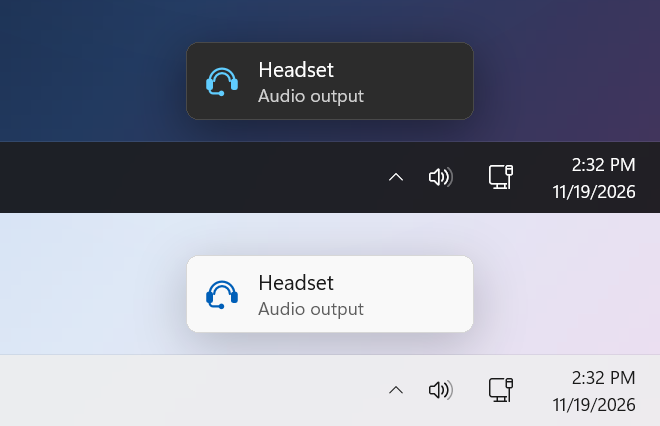 Headset
Audio output
2:32 PM
11/19/2026
Headset
Audio output
2:32 PM
11/19/2026